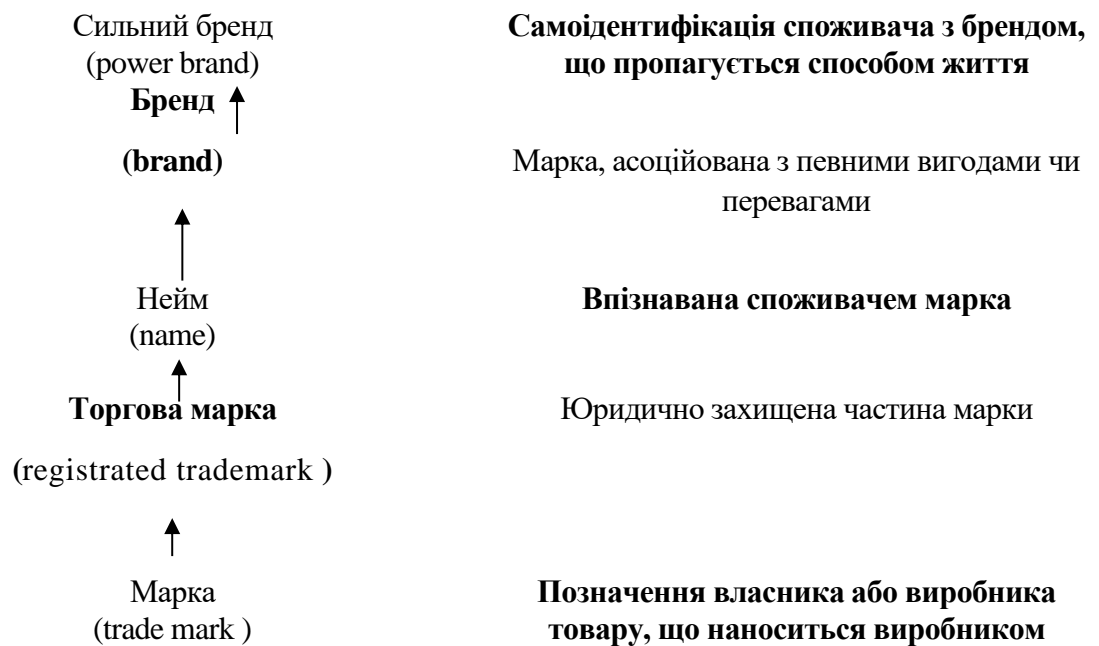 Сильний бренд
(power brand)
Самоідентифікація споживача з брендом,
що пропагується способом життя
Бренд
(brand)
Марка, асоційована з певними вигодами чи
перевагами
Нейм
(name)
Впізнавана споживачем марка
Торгова марка
(registrated trademark )
Юридично захищена частина марки
Марка
(trade mark )
Позначення власника або виробника
товару, що наноситься виробником